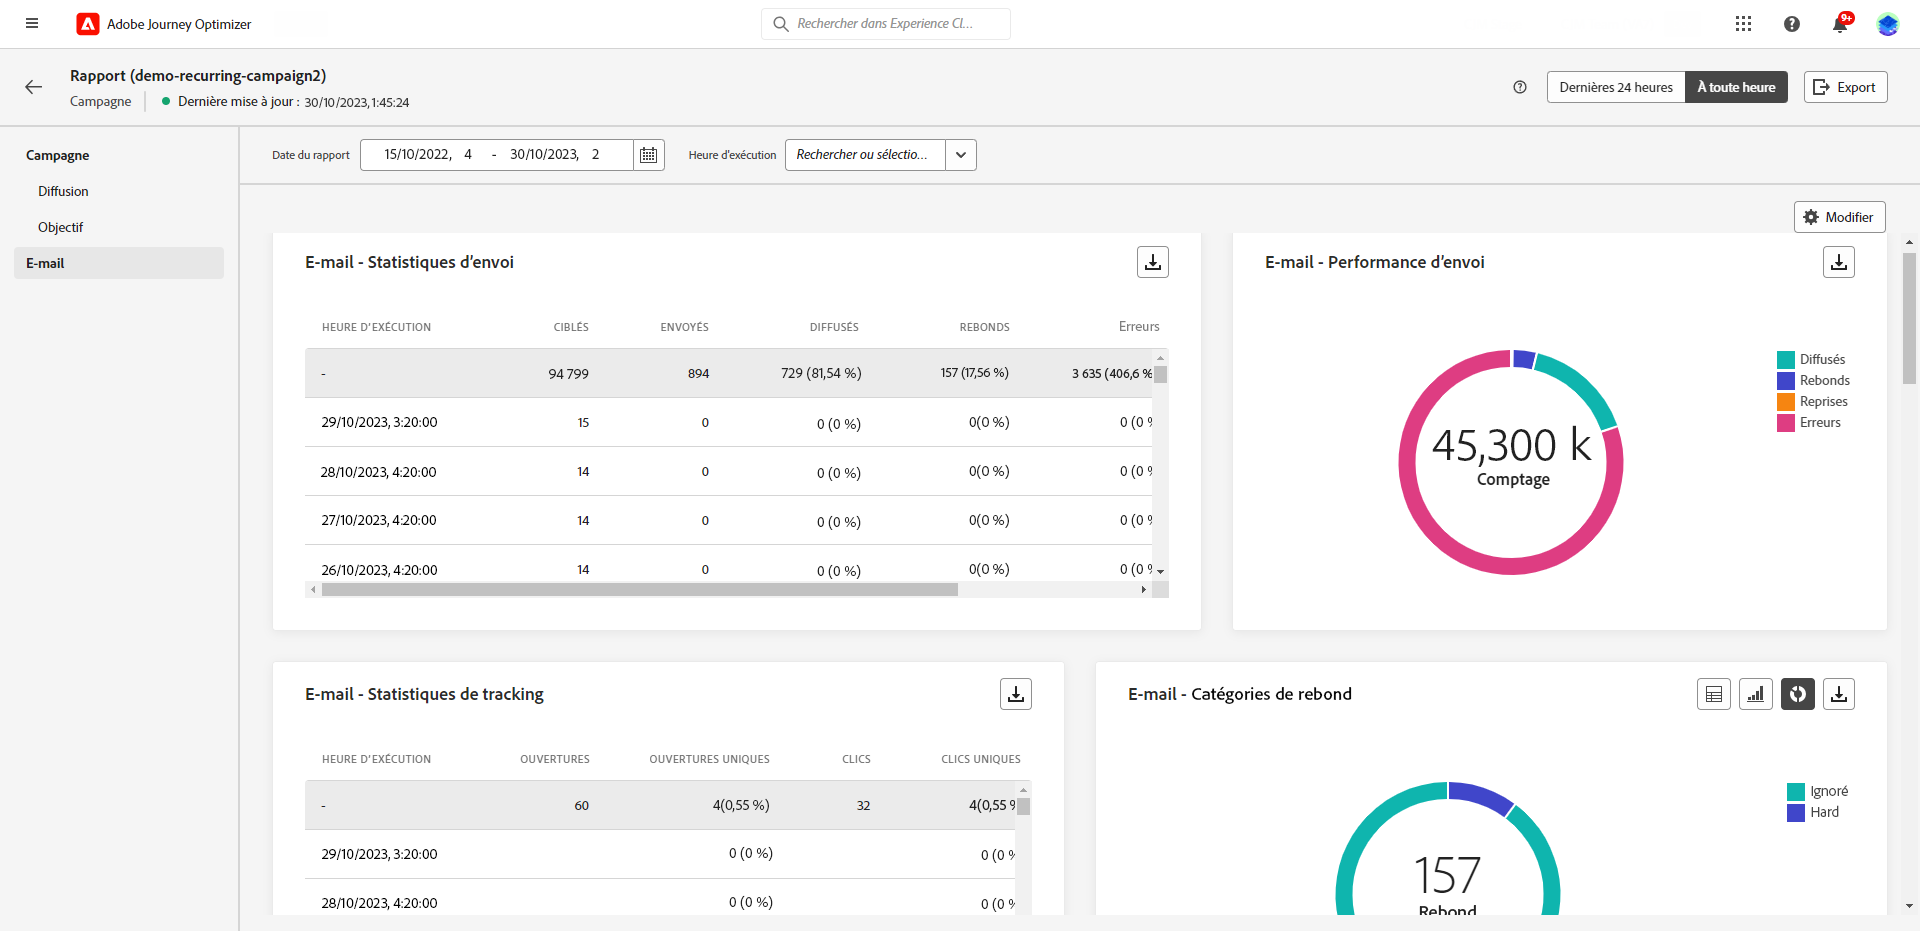 Adobe Journey Optimizer
Rechercher dans Experience Cl...
9+
Rapport (demo-recurring-campaign2)
Campagne
Dernière mise à jour : 30/10/2023, 1:45:24
Dernières 24 heures
À toute heure
Export
Campagne
Diffusion
Objectif
E-mail
Date du rapport
15/10/2022, 4 - 30/10/2023, 2
Heure d'exécution
Rechercher ou sélectio...
Modifier
E-mail - Statistiques d’envoi
HEURE D’EXÉCUTION CIBLÉS ENVOYÉS DIFFUSÉS REBONDS Erreurs
- 94 799 894 729 (81,54 %) 157 (17,56 %) 3 635 (406,6 %
29/10/2023, 3:20:00 15 0 0 (0 %) 0(0 %) 0 (0 %
28/10/2023, 4:20:00 14 0 0 (0 %) 0(0 %) 0 (0 %
27/10/2023, 4:20:00 14 0 0 (0 %) 0(0 %) 0 (0 %
26/10/2023, 4:20:00 14 0 0 (0 %) 0(0 %) 0 (0 %
E-mail - Performance d’envoi
45,300 k
Comptage
Diffusés
Rebonds
Reprises
Erreurs
E-mail - Statistiques de tracking
HEURE D’EXÉCUTION OUVERTURES OUVERTURES UNIQUES CLICS CLICS UNIQUES
- 60 4(0,55 %) 32 4(0,55 %
29/10/2023, 3:20:00 0 (0 %) 0 (0 %
28/10/2023, 4:20:00 0 (0 %) 0 (0 %
E-mail - Catégories de rebond
157
Rebond
Ignoré
Hard